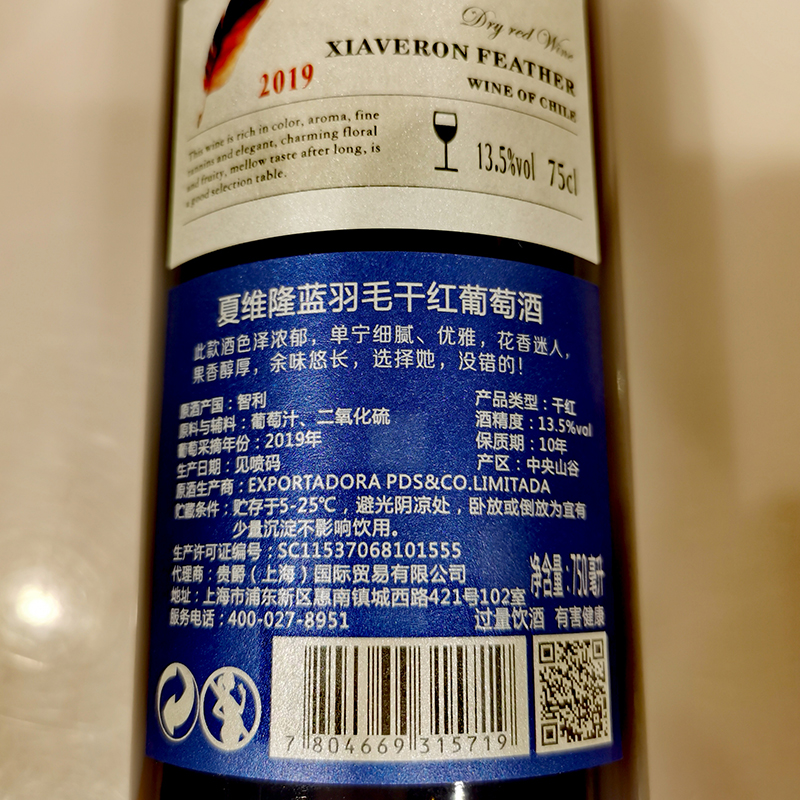 Dry red Wine
XIAVERON FEATHER
2019
WINE OF CHILE
This wine is rich in color, aroma, fine
tannins and elegant, charming floral
and fruity, mellow taste after long, is
a good selection table.
13.5%vol 75cl
夏维隆蓝羽毛干红葡萄酒
此款酒色泽浓郁，单宁细腻、优雅，花香迷人，
果香醇厚，余味悠长，选择她，没错的！
原酒产国：智利
产品类型：干红
原料与辅料：葡萄汁、二氧化硫
酒精度：13.5%vol
葡萄采摘年份：2019年
保质期：10年
生产日期：见喷码
产区：中央山谷
原酒生产商：EXPORTADORA PDS&CO.LIMITADA
贮藏条件：贮存于5-25℃，避光阴凉处，卧放或倒放为宜有
少量沉淀不影响饮用。
生产许可证编号：SC11537068101555
代理商：贵爵（上海）国际贸易有限公司
净含量：750毫升
地址：上海市浦东新区惠南镇城西路421号102室
服务电话：400-027-8951
过量饮酒 有害健康
7 804669 315719